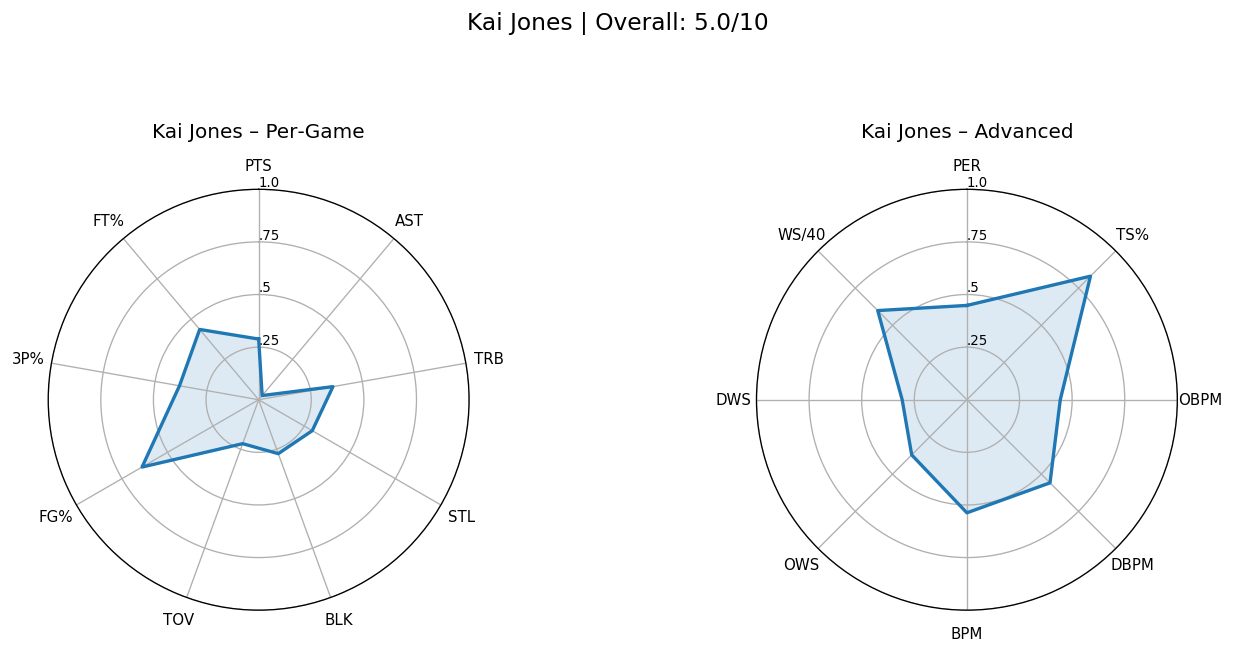 Kai Jones | Overall: 5.0/10
Kai Jones – Per-Game
PTS
1.0
AST
FT%
.75
.5
.25
3P%
TRB
FG%
STL
TOV
BLK
Kai Jones – Advanced
PER
1.0
WS/40
TS%
.75
.5
.25
DWS
OBPM
OWS
DBPM
BPM